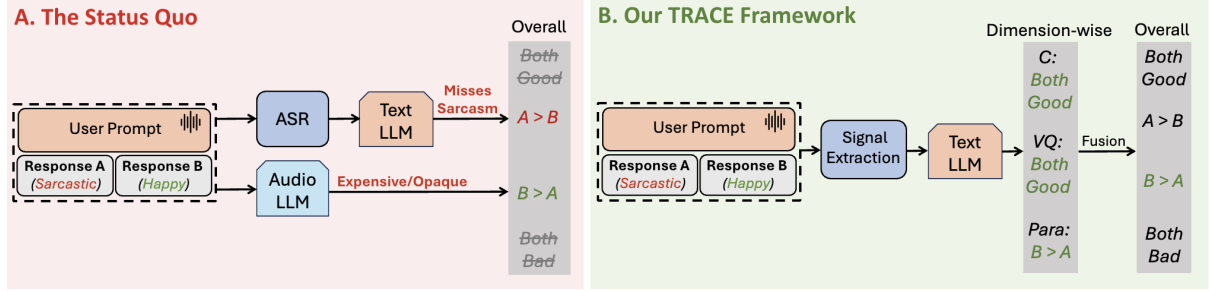 A. The Status Quo
Overall
Both
Good
User Prompt
Response A
(Sarcastic)
Response B
(Happy)
ASR
Text
LLM
Misses
Sarcasm
A > B
Audio
LLM
Expensive/Opaque
B > A
Both
Bad
B. Our TRACE Framework
Dimension-wise
Overall
User Prompt
Response A
(Sarcastic)
Response B
(Happy)
Signal
Extraction
Text
LLM
C:
Both
Good
VQ:
Both
Good
Para:
B > A
Fusion
Both
Good
A > B
B > A
Both
Bad